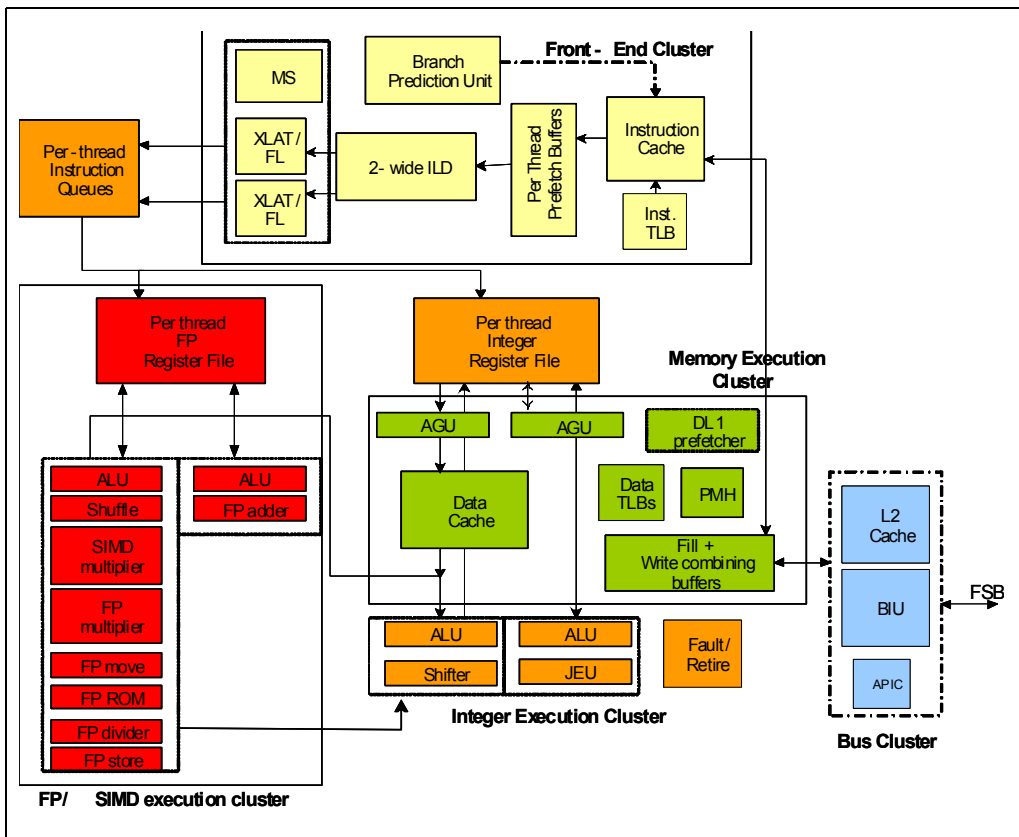 Front - End Cluster
MS
Branch
Prediction Unit
Per - thread
Instruction
Queues
XLAT /
FL
XLAT /
FL
2- wide ILD
Per Thread
Prefetch Buffers
Instruction
Cache
Inst.
TLB
Per thread
FP
Register File
Per thread
Integer
Register File
Memory Execution
Cluster
AGU
AGU
DL1
prefetcher
Data
Cache
Data
TLBs
PMH
Fill +
Write combining
buffers
ALU
Shuffle
SIMD
multiplier
FP
multiplier
FP move
FP ROM
FP divider
FP store
ALU
FP adder
ALU
Shifter
ALU
JEU
Fault /
Retire
Integer Execution Cluster
L2
Cache
BIU
APIC
FSB
Bus Cluster
FP/ SIMD execution cluster